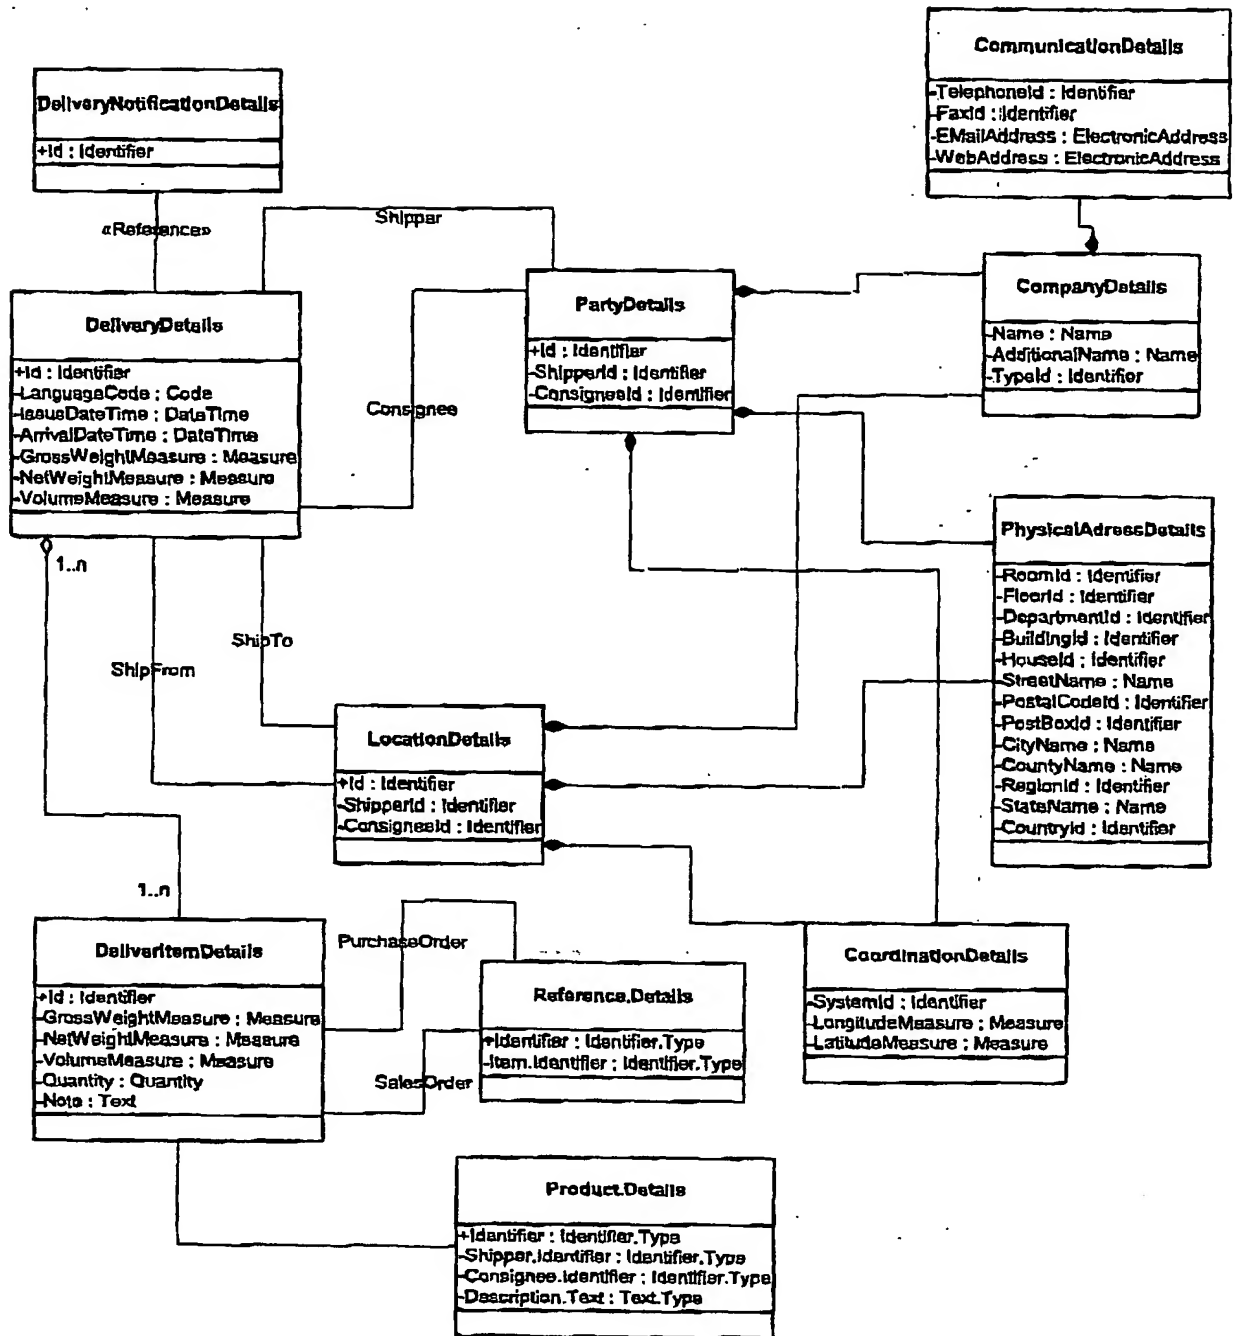 CommunicationDetails
-TelephoneId : Identifier
-FaxId : Identifier
-EMailAddress : ElectronicAddress
-WebAddress : ElectronicAddress
DeliveryNotificationDetails
+Id : Identifier
«Reference»
Shipper
PartyDetails
+Id : Identifier
-ShipperId : Identifier
-ConsigneeId : Identifier
CompanyDetails
-Name : Name
-AdditionalName : Name
-TypeId : Identifier
DeliveryDetails
+Id : Identifier
-LanguageCode : Code
-IssueDateTime : DateTime
-ArrivalDateTime : DateTime
-GrossWeightMeasure : Measure
-NetWeightMeasure : Measure
-VolumeMeasure : Measure
Consignee
1..n
ShipTo
ShipFrom
PhysicalAdressDetails
-RoomId : Identifier
-FloorId : Identifier
-DepartmentId : Identifier
-BuildingId : Identifier
-HouseId : Identifier
-StreetName : Name
-PostalCodeId : Identifier
-PostBoxId : Identifier
-CityName : Name
-CountyName : Name
-RegionId : Identifier
-StateName : Name
-CountryId : Identifier
LocationDetails
+Id : Identifier
-ShipperId : Identifier
-ConsigneeId : Identifier
1..n
DeliverItemDetails
+Id : Identifier
-GrossWeightMeasure : Measure
-NetWeightMeasure : Measure
-VolumeMeasure : Measure
-Quantity : Quantity
-Note : Text
PurchaseOrder
SalesOrder
Reference.Details
+Identifier : Identifier.Type
-Item.Identifier : Identifier.Type
CoordinationDetails
-SystemId : Identifier
-LongitudeMeasure : Measure
-LatitudeMeasure : Measure
Product.Details
+Identifier : Identifier.Type
-Shipper.Identifier : Identifier.Type
-Consignee.Identifier : Identifier.Type
-Description.Text : Text.Type